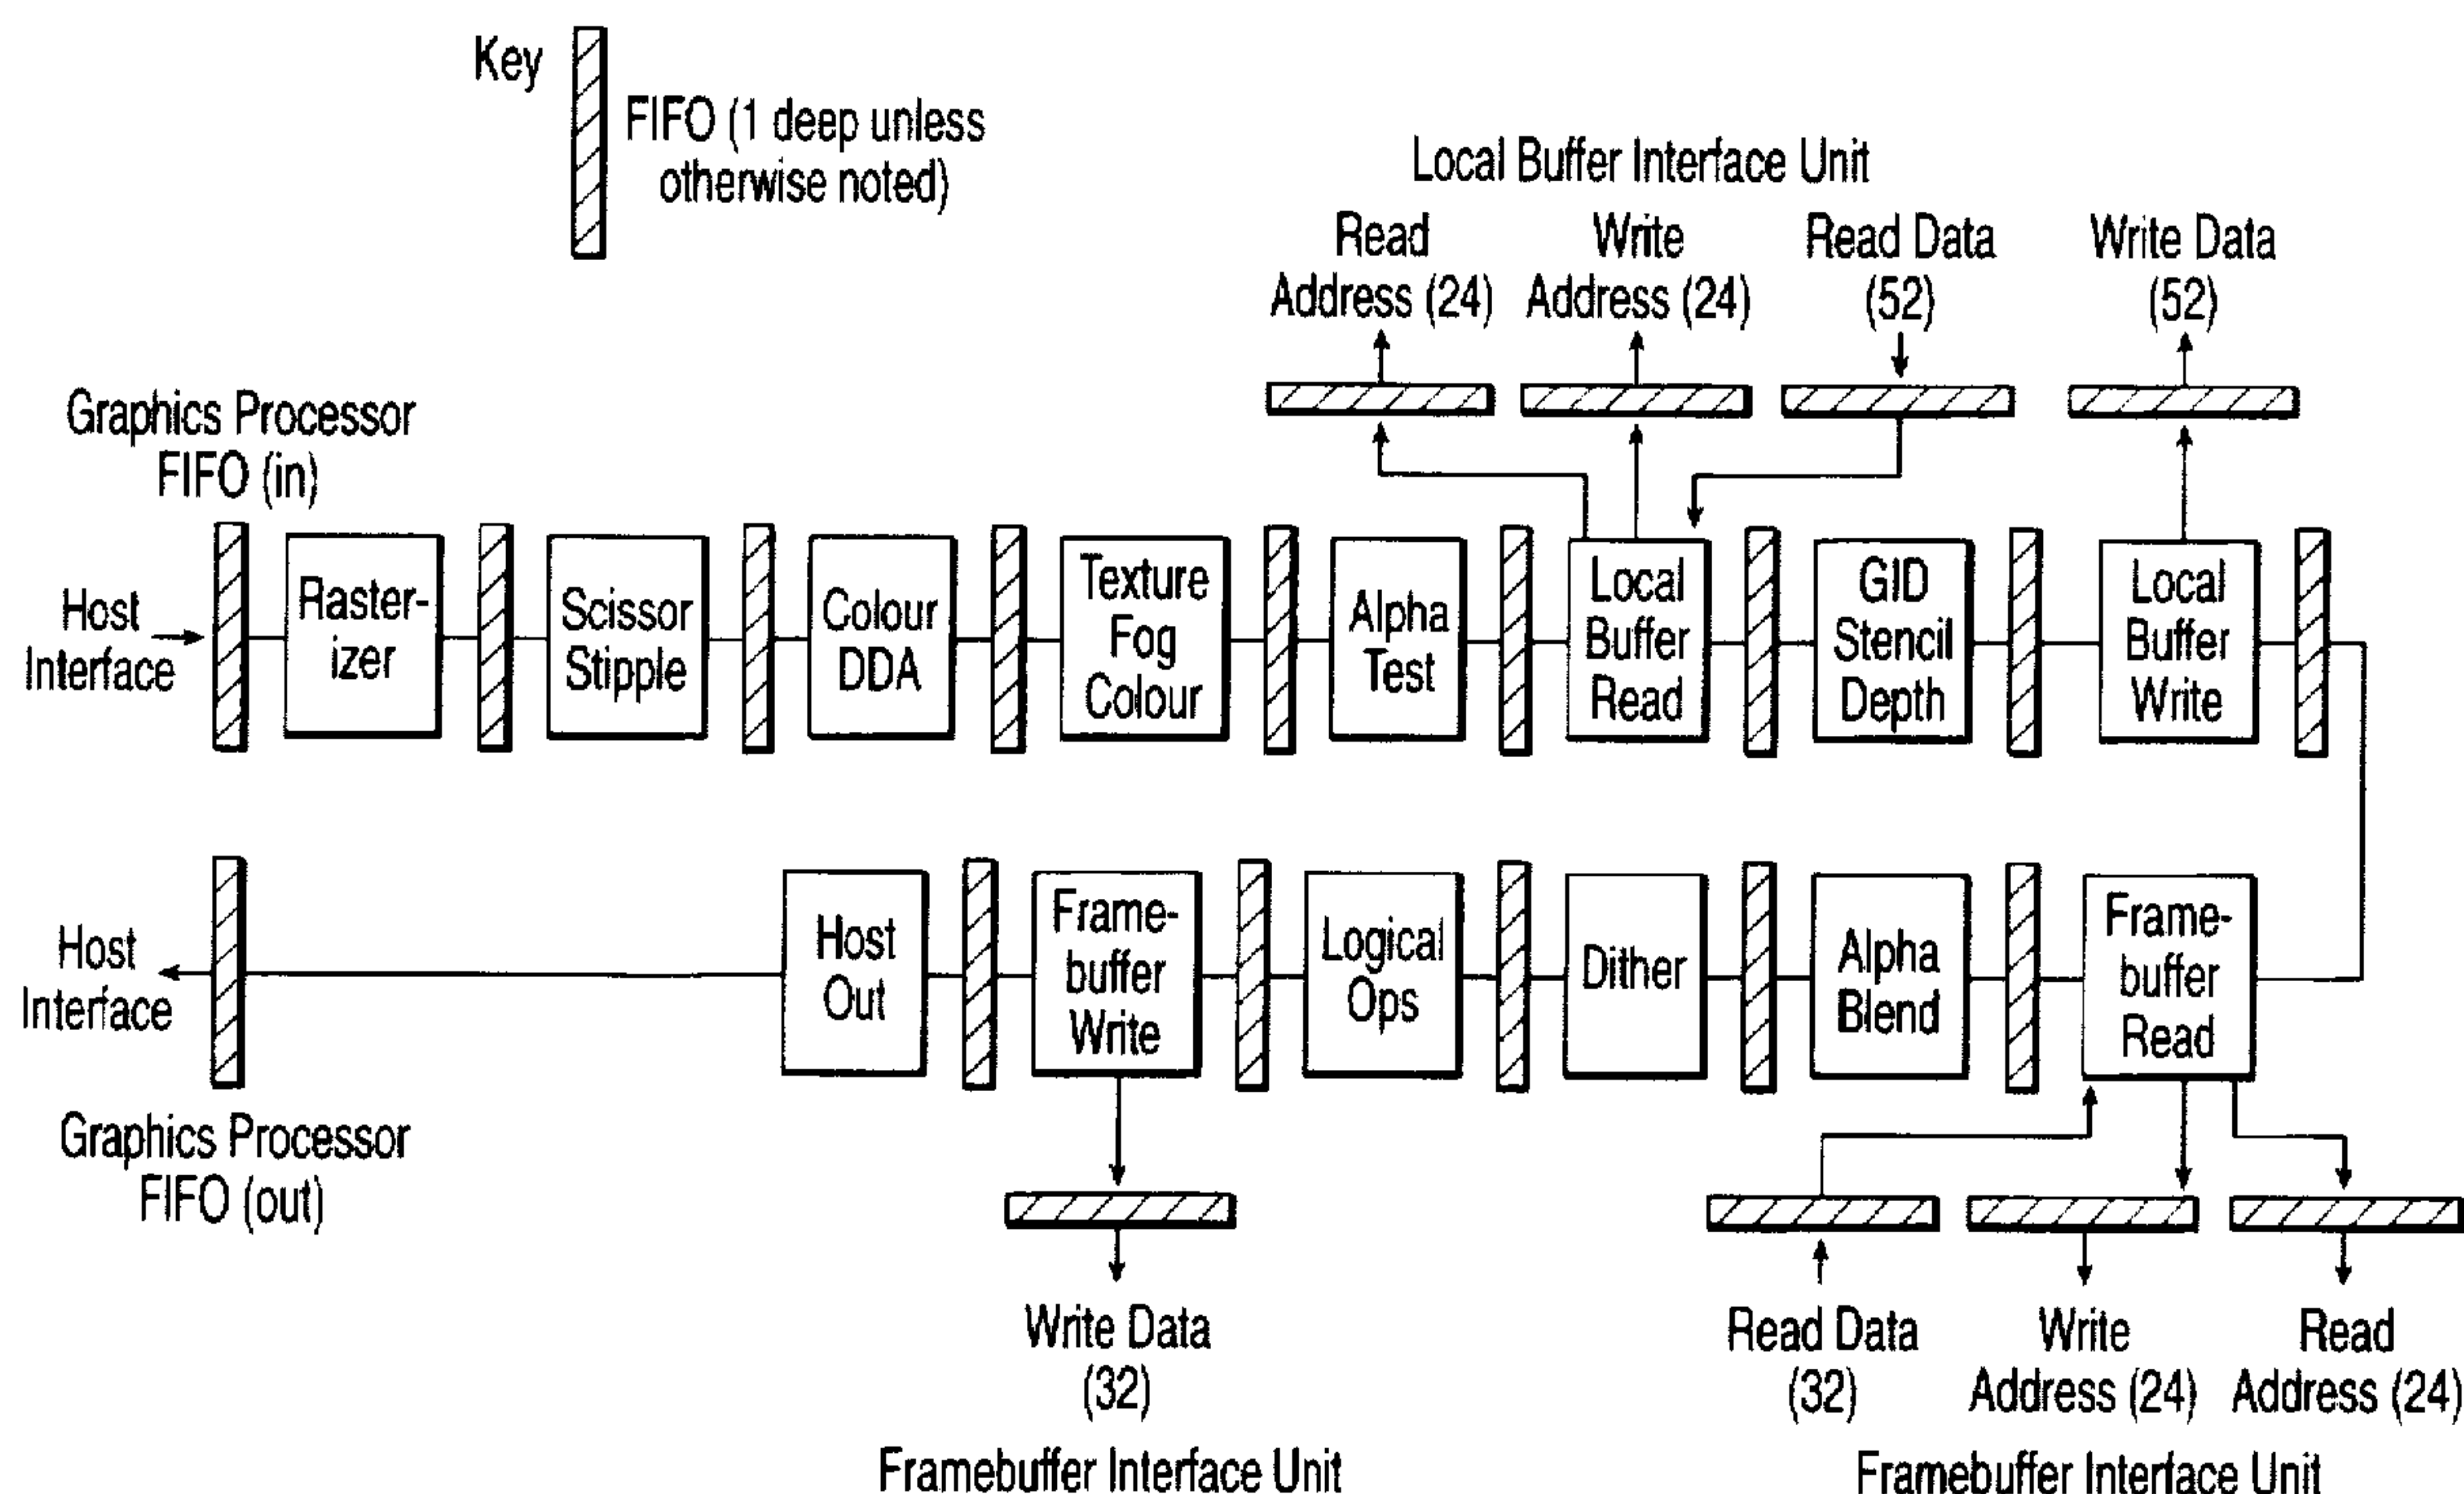 Key
FIFO (1 deep unless
otherwise noted)
Local Buffer Interface Unit
Read
Address (24)
Write
Address (24)
Read Data
(52)
Write Data
(52)
Graphics Processor
FIFO (in)
Host
Interface
Raster-
izer
Scissor
Stipple
Colour
DDA
Texture
Fog
Colour
Alpha
Test
Local
Buffer
Read
GID
Stencil
Depth
Local
Buffer
Write
Host
Interface
Host
Out
Frame-
buffer
Write
Logical
Ops
Dither
Alpha
Blend
Frame-
buffer
Read
Graphics Processor
FIFO (out)
Write Data
(32)
Read Data
(32)
Write
Address (24)
Read
Address (24)
Framebuffer Interface Unit
Framebuffer Interface Unit